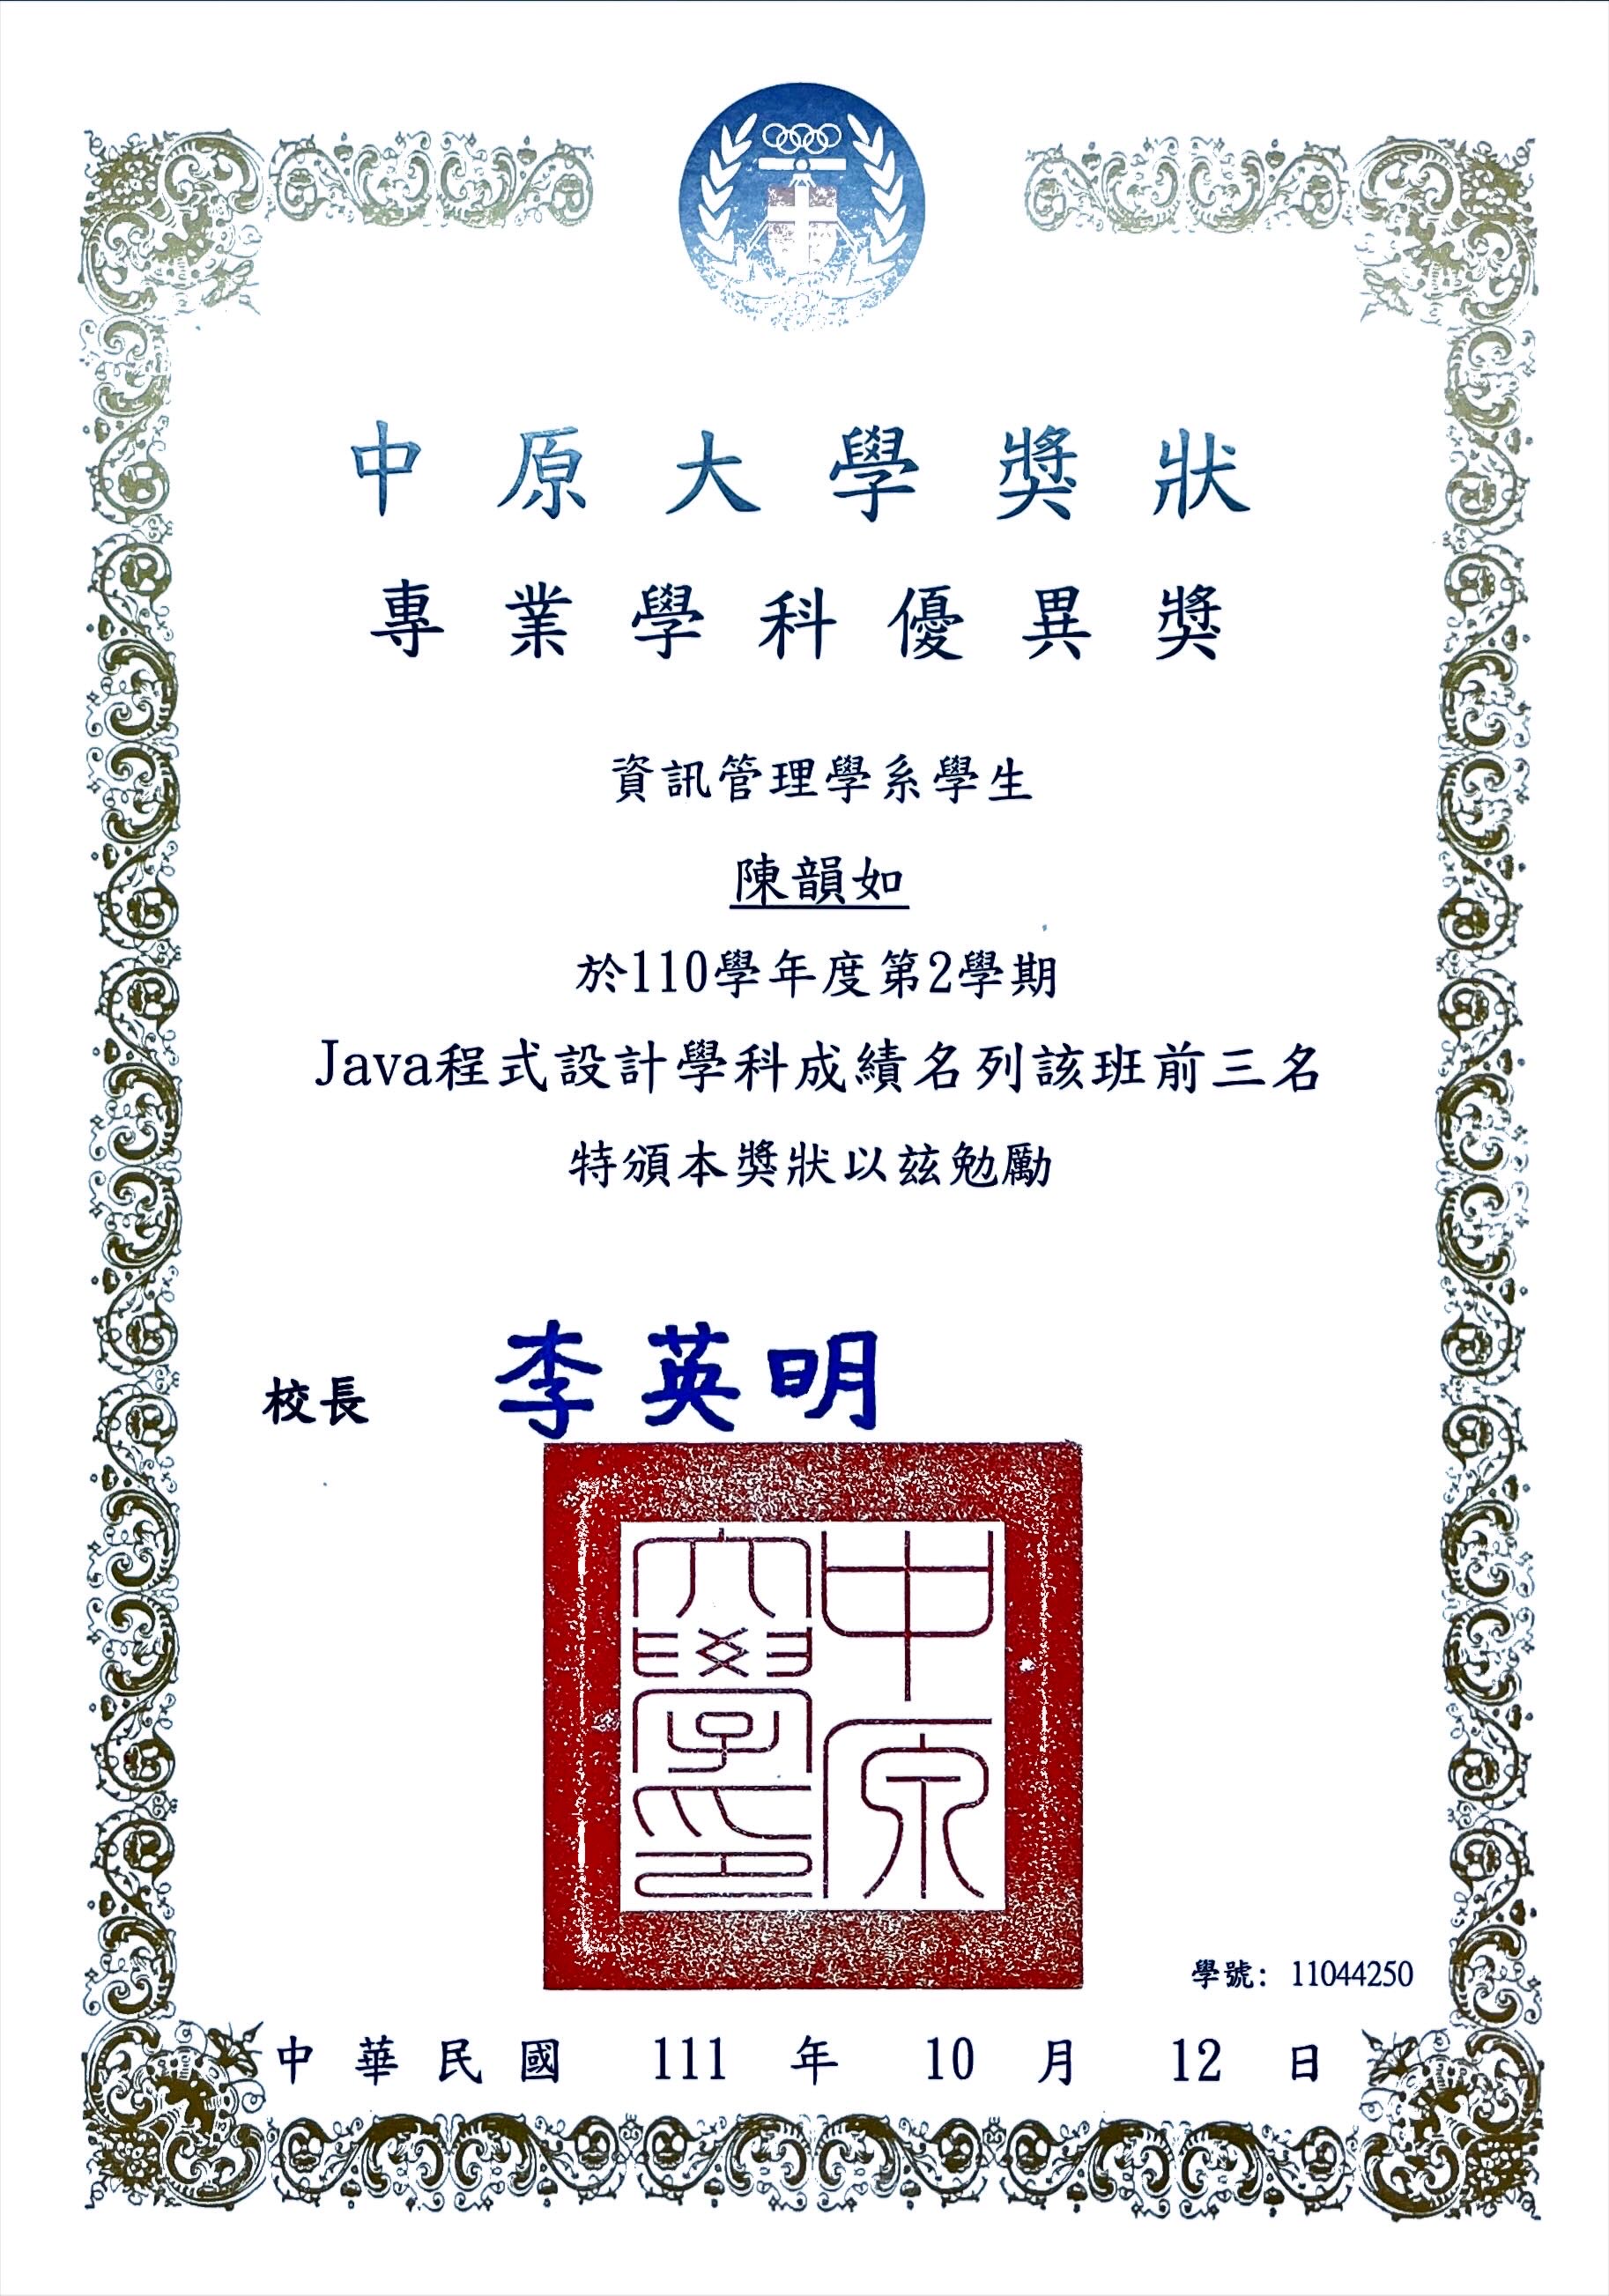 中原大學獎狀
專業學科優異獎
資訊管理學系學生
陳韻如
於110學年度第2學期
Java程式設計學科成績名列該班前三名
特頒本獎狀以茲勉勵
校長 李英明
中原大學印
學號：11044250
中華民國 111 年 10 月 12 日